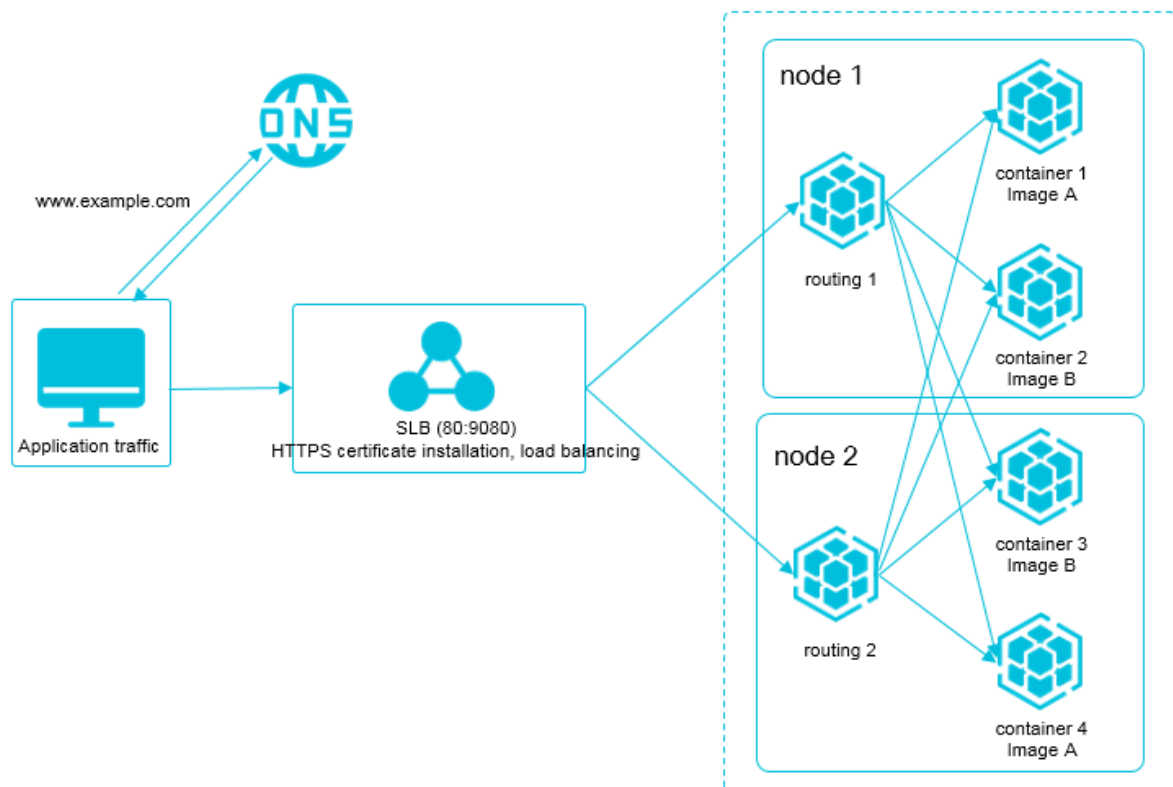 DNS
www.example.com
Application traffic
SLB (80:9080)
HTTPS certificate installation, load balancing
node 1
routing 1
container 1
Image A
container 2
Image B
node 2
routing 2
container 3
Image B
container 4
Image A